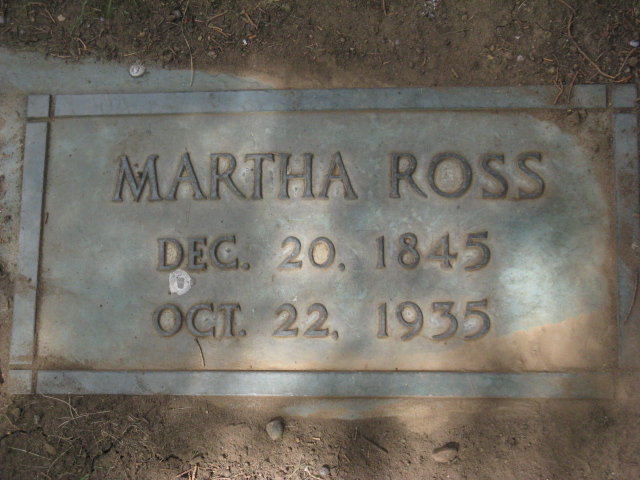 MARTHA ROSS
DEC. 20. 1845
OCT. 22. 1935